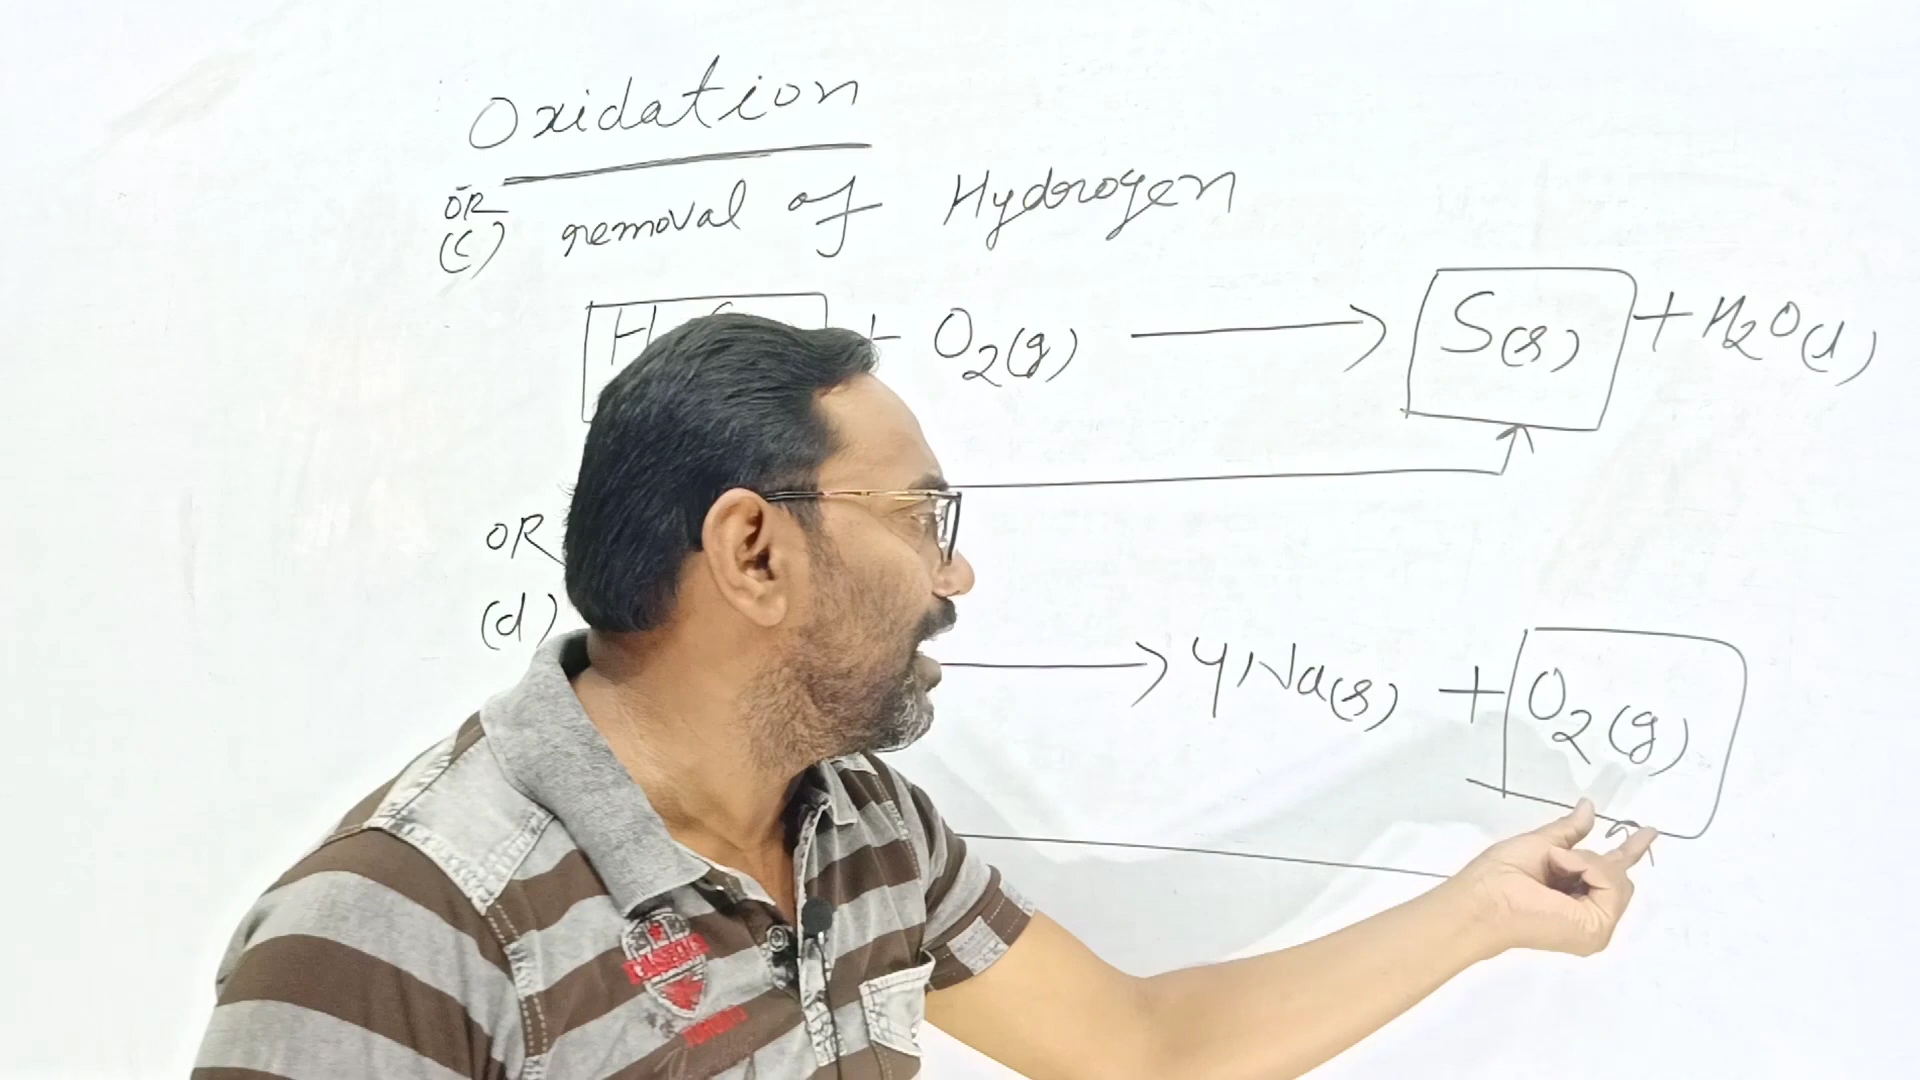 Oxidation
OR
(c) removal of Hydrogen
H + O2(g) → S(s) + H2O(l)
OR
(d)
→ 4Na(s) + O2(g)